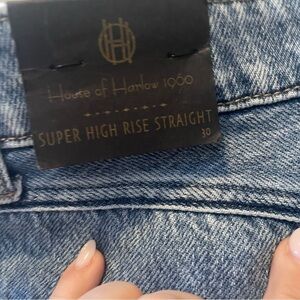 House of Harlow 1960
SUPER HIGH RISE STRAIGHT
30